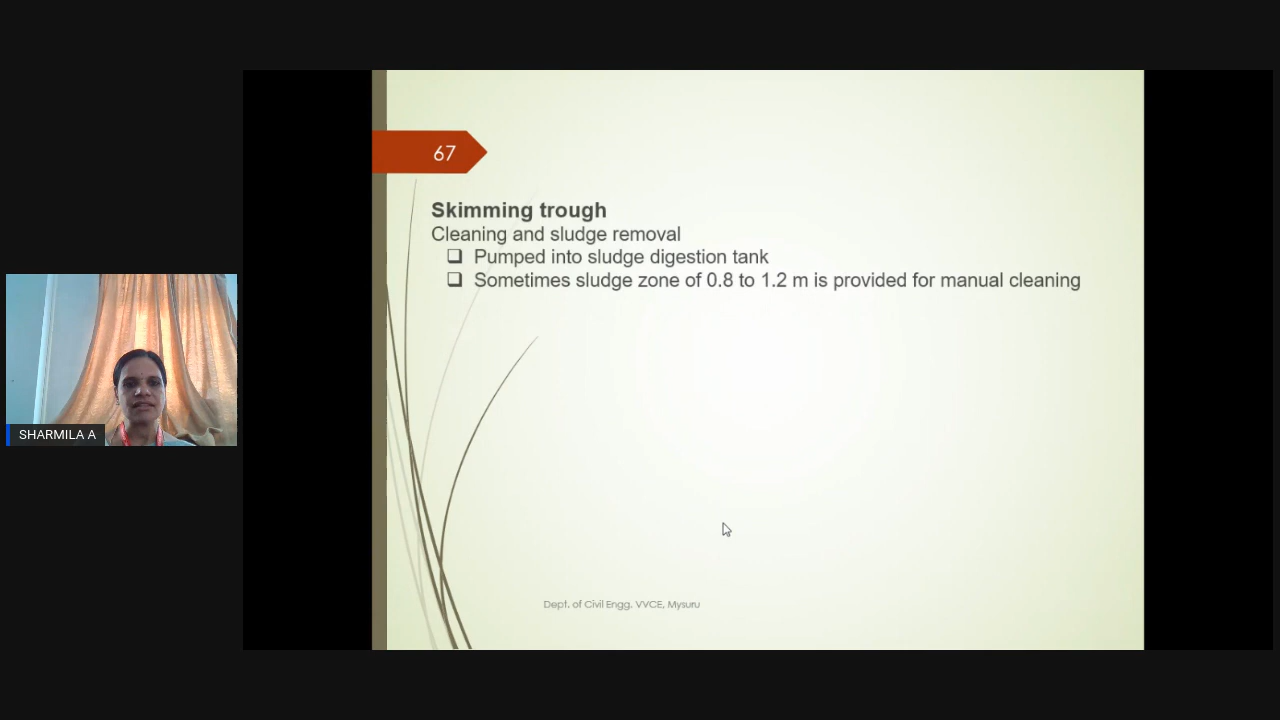 67
Skimming trough
Cleaning and sludge removal
❑ Pumped into sludge digestion tank
❑ Sometimes sludge zone of 0.8 to 1.2 m is provided for manual cleaning
SHARMILA A
Dept. of Civil Engg. VVCE, Mysuru